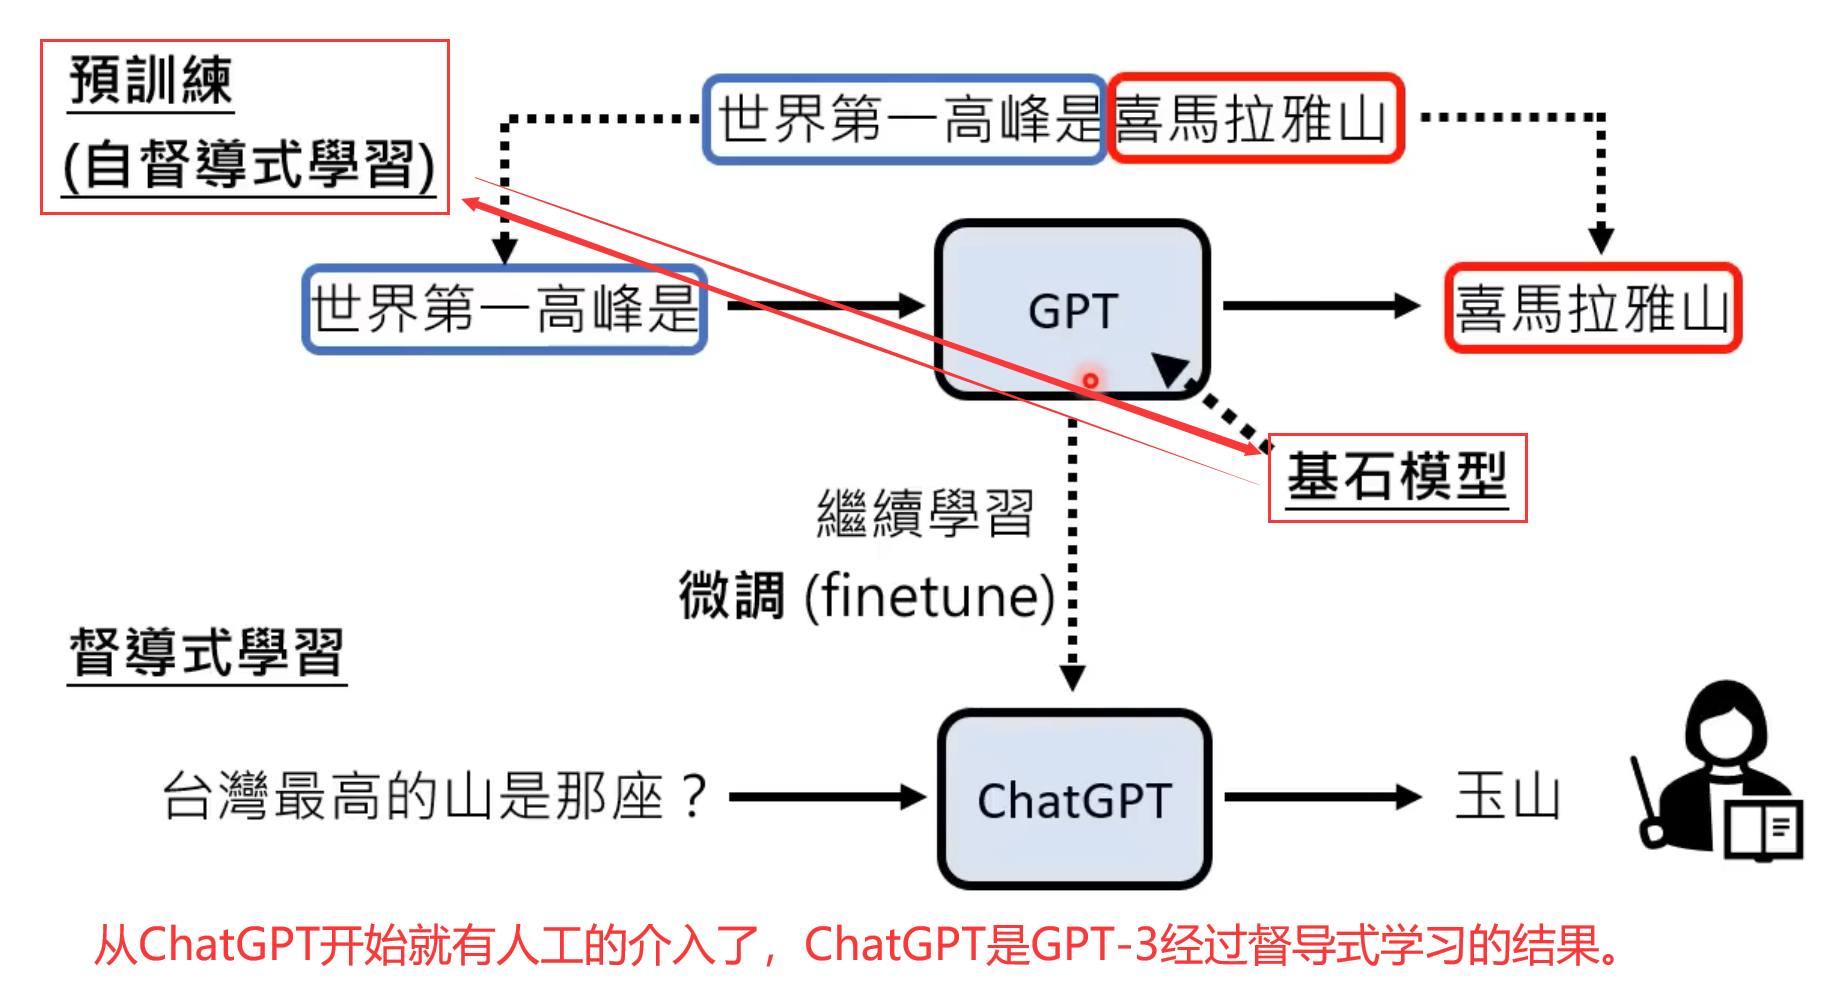 預訓練
(自督導式學習)
世界第一高峰是喜馬拉雅山
世界第一高峰是
GPT
喜馬拉雅山
基石模型
繼續學習
微調 (finetune)
督導式學習
台灣最高的山是那座？
ChatGPT
玉山
从ChatGPT开始就有人工的介入了，ChatGPT是GPT-3经过督导式学习的结果。